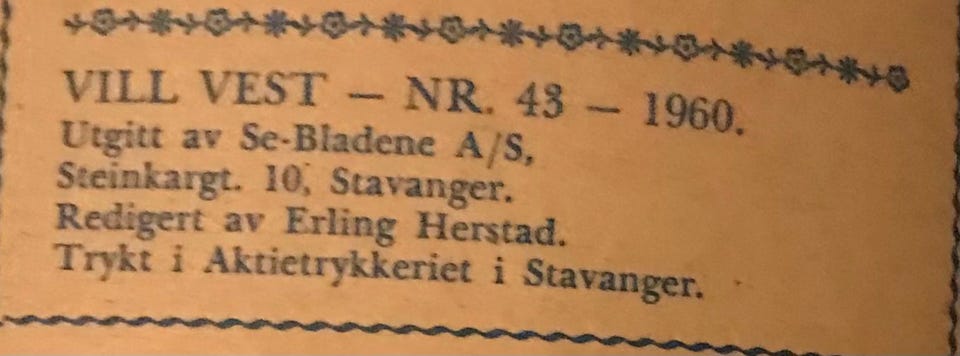 VILL VEST — NR. 43 — 1960.
Utgitt av Se-Bladene A/S,
Steinkargt. 10, Stavanger.
Redigert av Erling Herstad.
Trykt i Aktietrykkeriet i Stavanger.